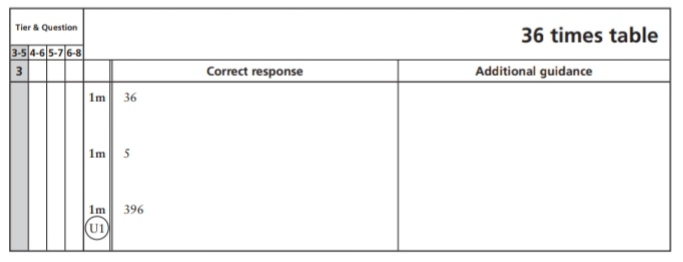 Tier & Question
36 times table
3-5 4-6 5-7 6-8
3
Correct response
Additional guidance
1m 36
1m 5
1m 396
U1